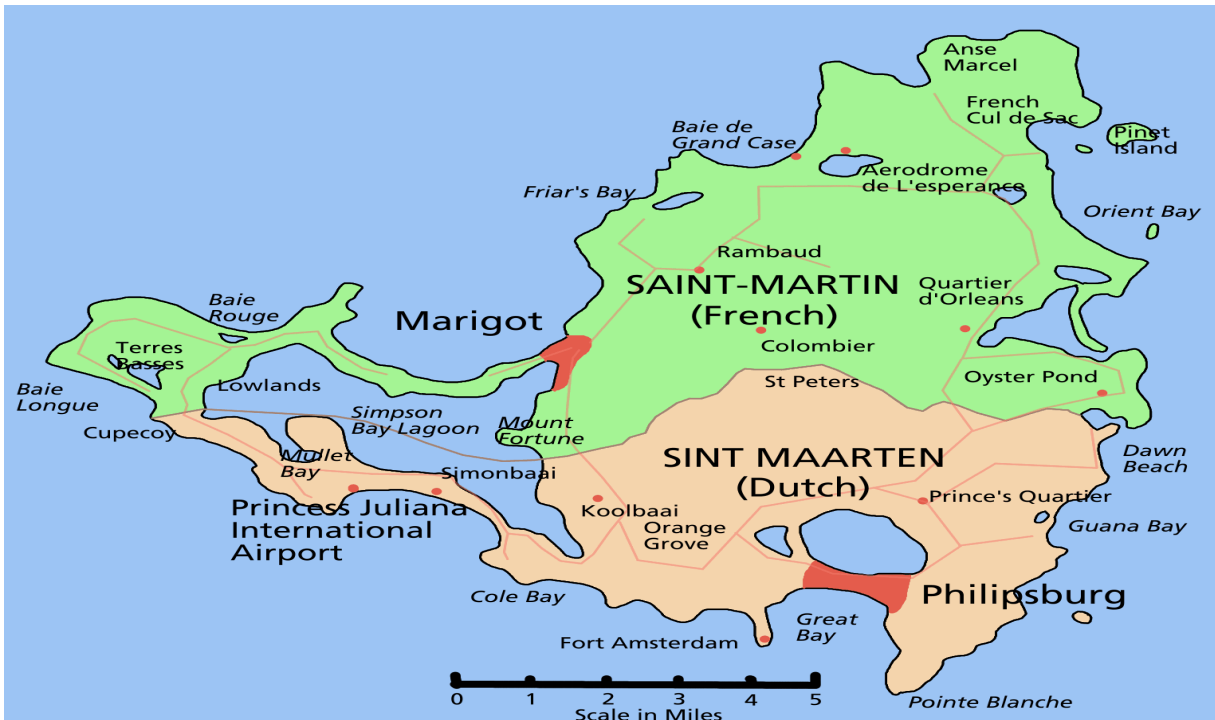 Anse
Marcel
French
Cul de Sac
Pinet
Island
Baie de
Grand Case
Aerodrome
de L'esperance
Friar's Bay
Orient Bay
Rambaud
SAINT-MARTIN
(French)
Quartier
d'Orleans
Baie
Rouge
Marigot
Colombier
Terres
Basses
St Peters
Oyster Pond
Lowlands
Baie
Longue
Simpson
Bay Lagoon
Mount
Fortune
Cupecoy
Mullet
Bay
Simonbaai
SINT MAARTEN
(Dutch)
Dawn
Beach
Princess Juliana
International
Airport
Koolbaai
Orange
Grove
Prince's Quartier
Guana Bay
Cole Bay
Philipsburg
Great
Bay
Fort Amsterdam
Pointe Blanche
0 1 2 3 4 5
Scale in Miles